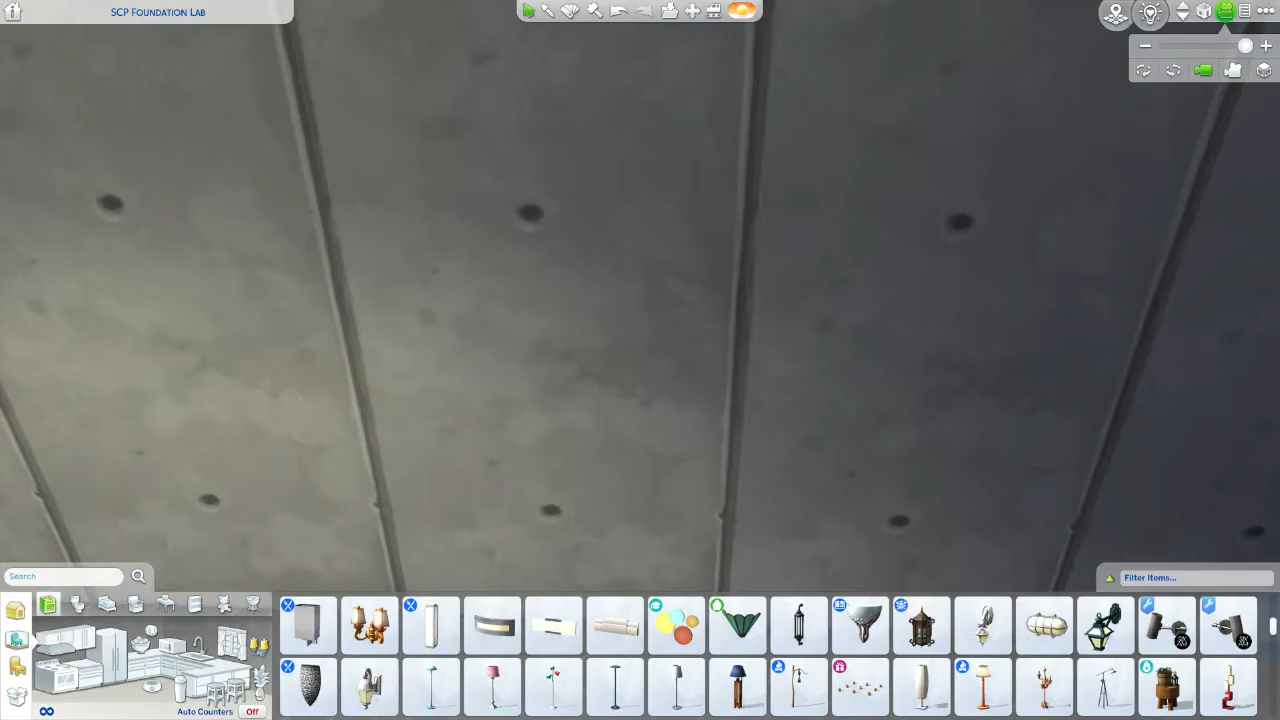 SCP Foundation Lab
Search
Filter Items...
Auto Counters
Off